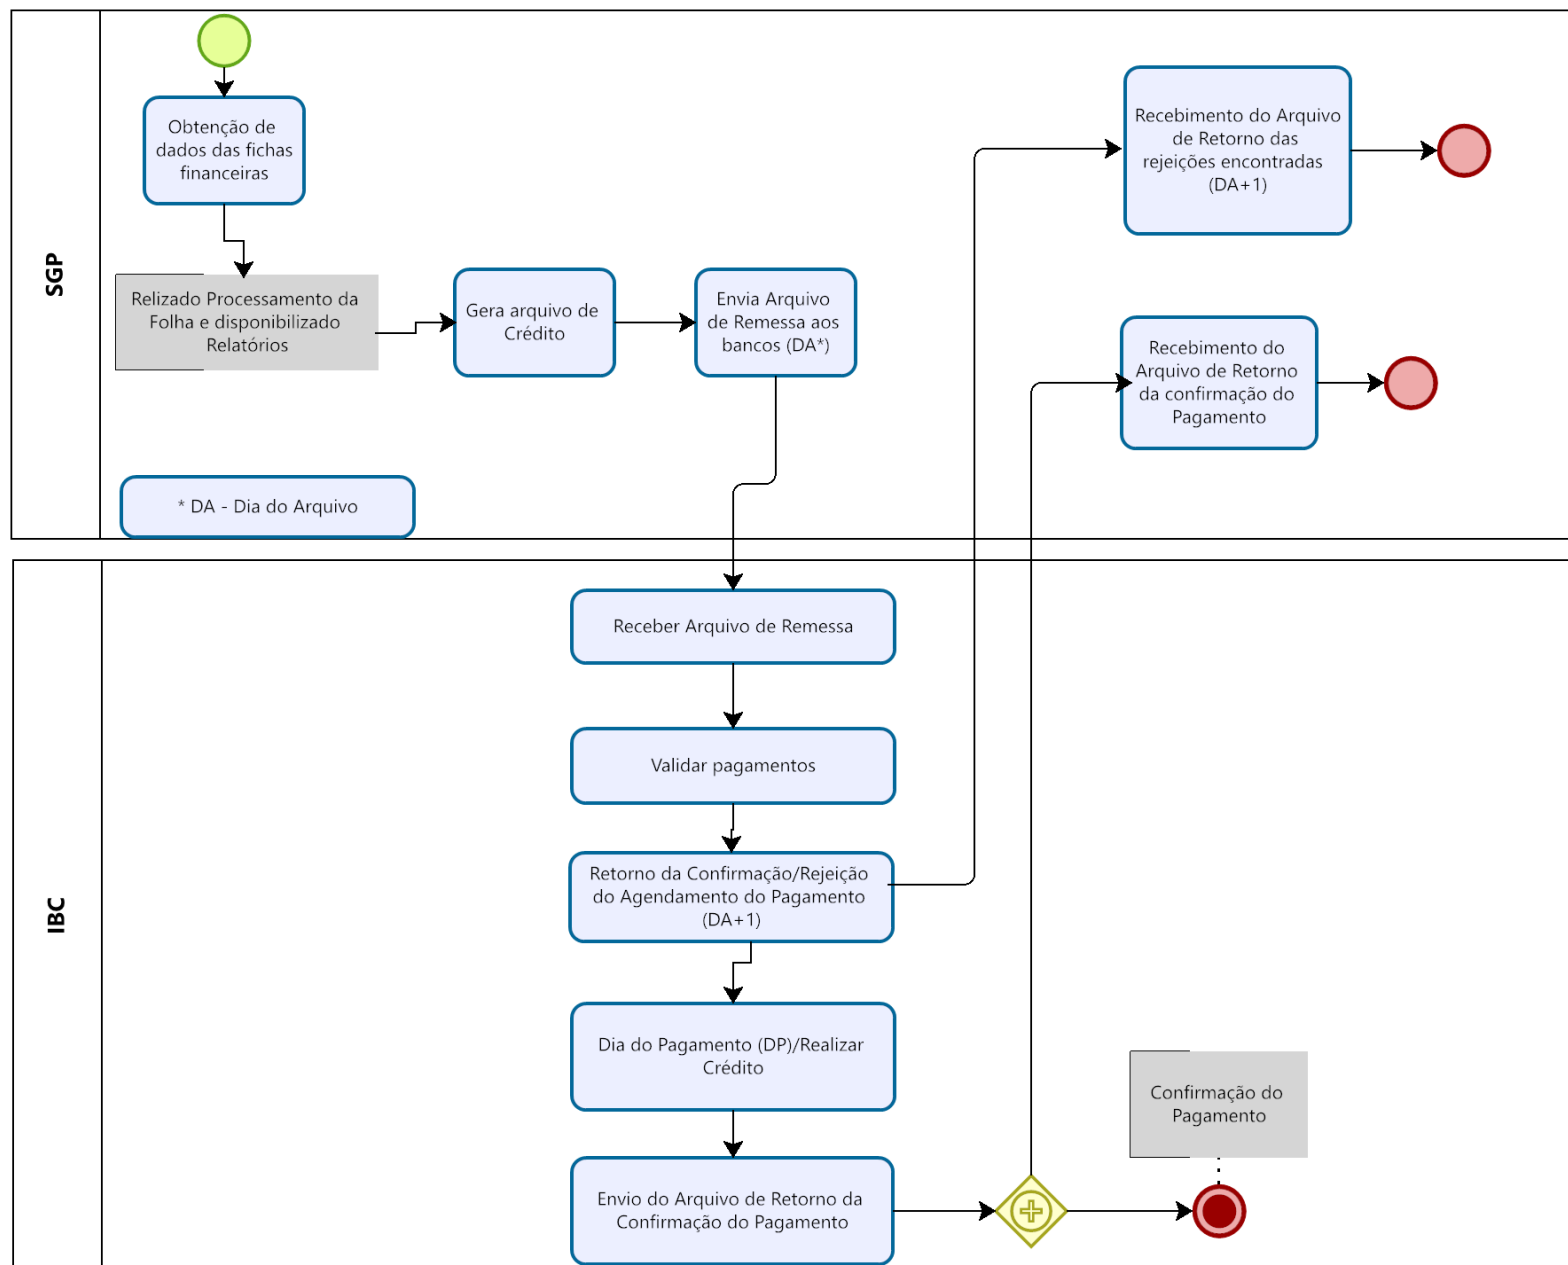 SGP
Obtenção de
dados das fichas
financeiras
Relizado Processamento da
Folha e disponibilizado
Relatórios
Gera arquivo de
Crédito
Envia Arquivo
de Remessa aos
bancos (DA*)
Recebimento do Arquivo
de Retorno das
rejeições encontradas
(DA+1)
Recebimento do
Arquivo de Retorno
da confirmação do
Pagamento
* DA - Dia do Arquivo
IBC
Receber Arquivo de Remessa
Validar pagamentos
Retorno da Confirmação/Rejeição
do Agendamento do Pagamento
(DA+1)
Dia do Pagamento (DP)/Realizar
Crédito
Envio do Arquivo de Retorno da
Confirmação do Pagamento
Confirmação do
Pagamento